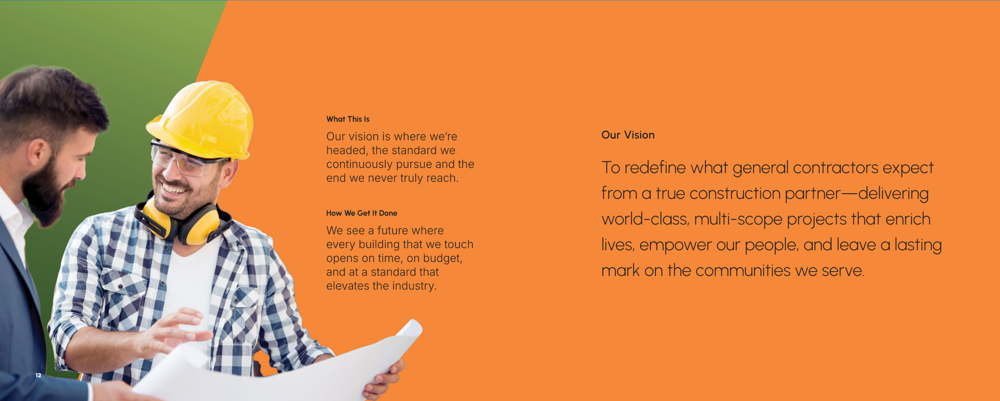 What This Is
Our vision is where we’re
headed, the standard we
continuously pursue and the
end we never truly reach.
How We Get It Done
We see a future where
every building that we touch
opens on time, on budget,
and at a standard that
elevates the industry.
Our Vision
To redefine what general contractors expect
from a true construction partner—delivering
world-class, multi-scope projects that enrich
lives, empower our people, and leave a lasting
mark on the communities we serve.
12